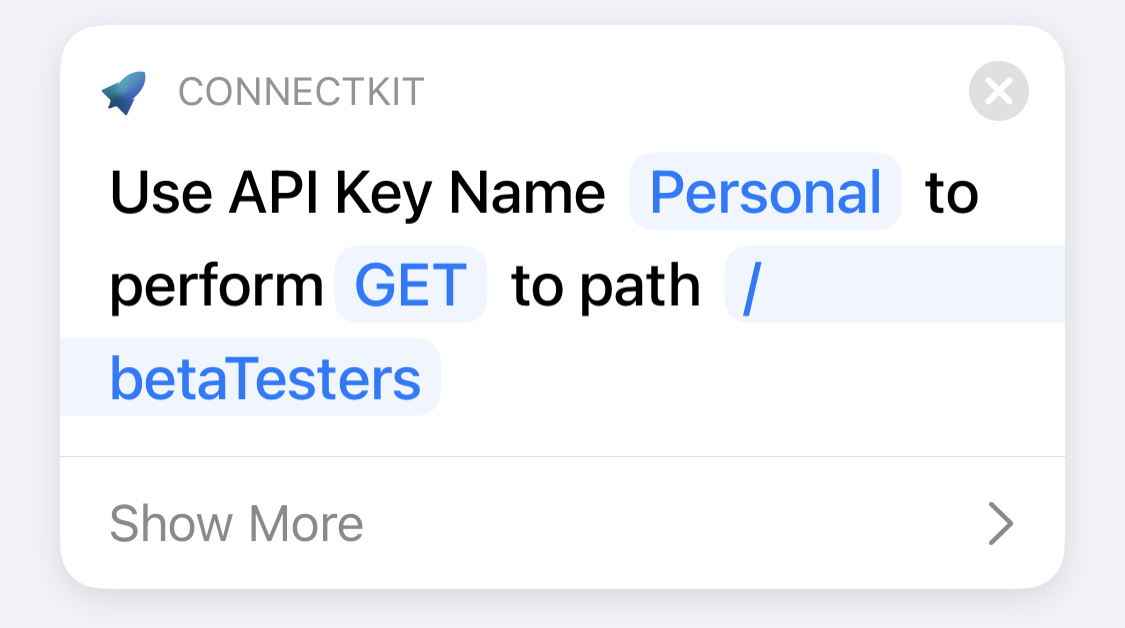 CONNECTKIT
Use API Key Name Personal to
perform GET to path /
betaTesters
Show More